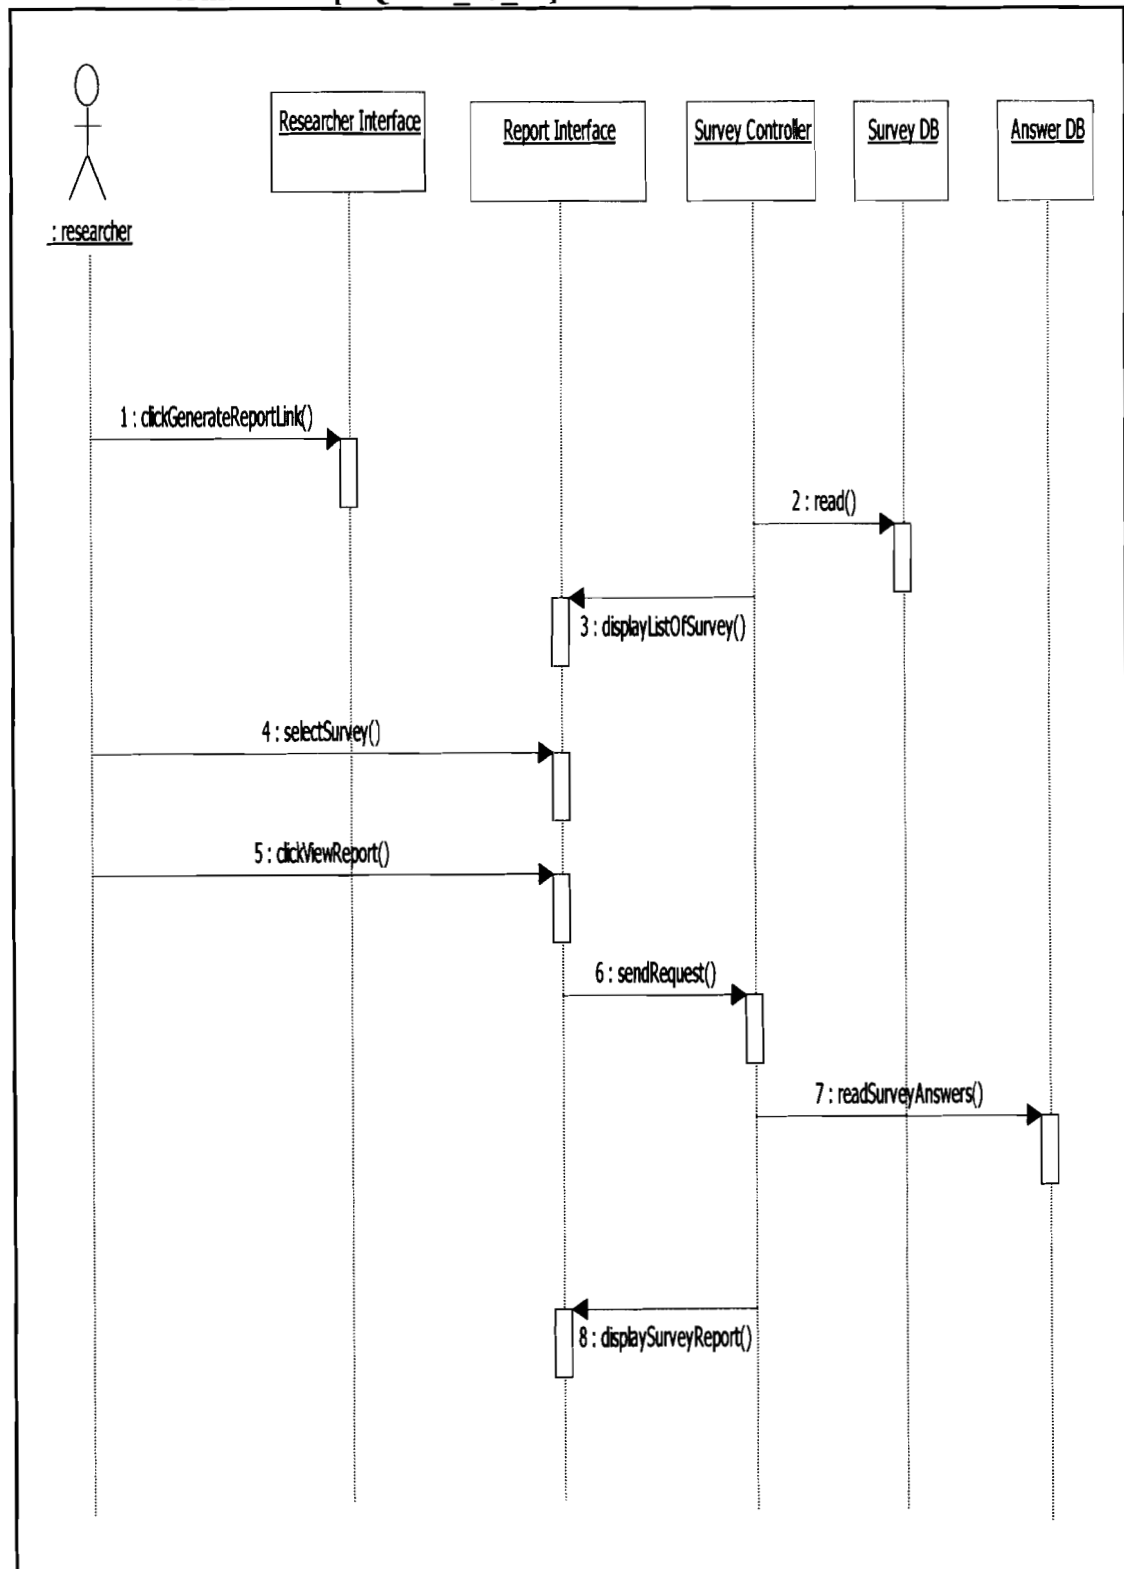 Researcher Interface
Report Interface
Survey Controller
Survey DB
Answer DB
: researcher
1 : clickGenerateReportLink()
2 : read()
3 : displayListOfSurvey()
4 : selectSurvey()
5 : clickViewReport()
6 : sendRequest()
7 : readSurveyAnswers()
8 : displaySurveyReport()